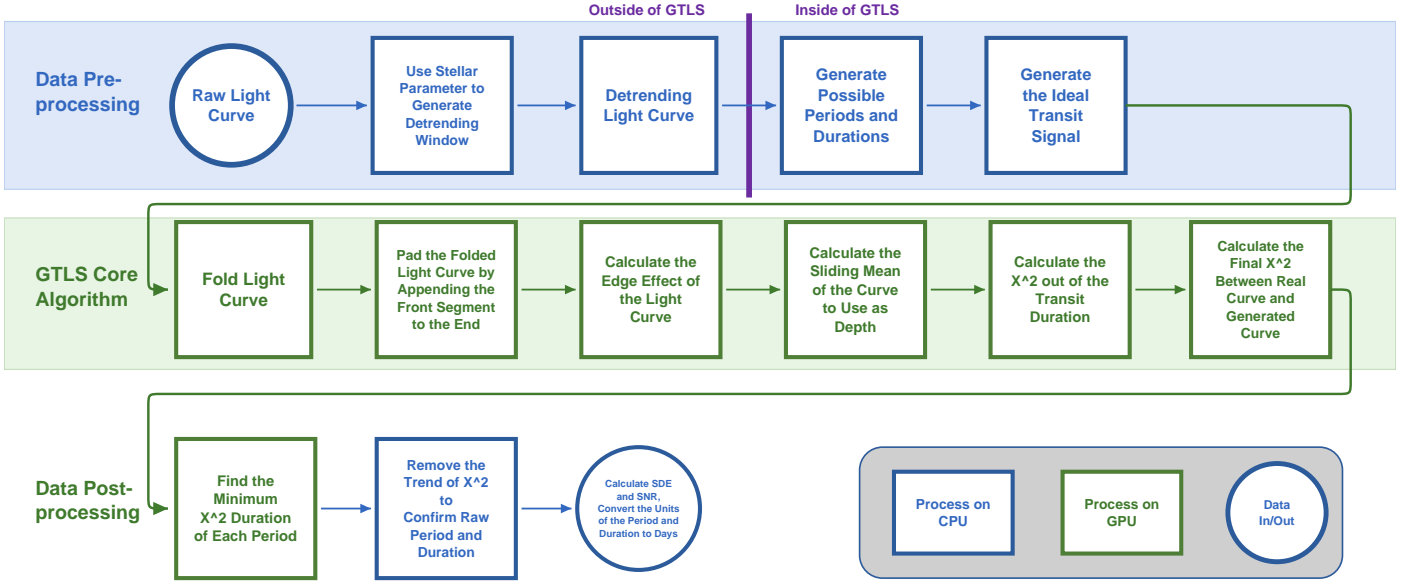 Outside of GTLS
Inside of GTLS
Data Pre-
processing
Raw Light
Curve
Use Stellar
Parameter to
Generate
Detrending
Window
Detrending
Light Curve
Generate
Possible
Periods and
Durations
Generate
the Ideal
Transit
Signal
GTLS Core
Algorithm
Fold Light
Curve
Pad the Folded
Light Curve by
Appending the
Front Segment
to the End
Calculate the
Edge Effect of
the Light
Curve
Calculate the
Sliding Mean
of the Curve
to Use as
Depth
Calculate the
X^2 out of the
Transit
Duration
Calculate the
Final X^2
Between Real
Curve and
Generated
Curve
Data Post-
processing
Find the
Minimum
X^2 Duration
of Each Period
Remove the
Trend of X^2
to
Confirm Raw
Period and
Duration
Calculate SDE
and SNR,
Convert the Units
of the Period and
Duration to Days
Process on
CPU
Process on
GPU
Data
In/Out